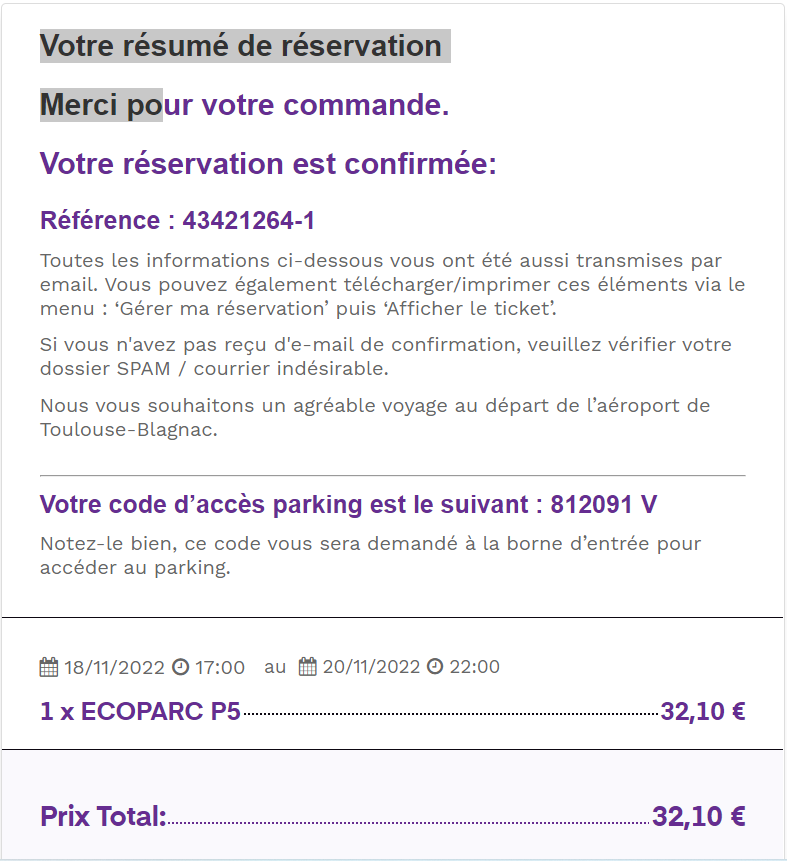 Votre résumé de réservation
Merci pour votre commande.
Votre réservation est confirmée:
Référence : 43421264-1
Toutes les informations ci-dessous vous ont été aussi transmises par
email. Vous pouvez également télécharger/imprimer ces éléments via le
menu : ‘Gérer ma réservation’ puis ‘Afficher le ticket’.
Si vous n'avez pas reçu d'e-mail de confirmation, veuillez vérifier votre
dossier SPAM / courrier indésirable.
Nous vous souhaitons un agréable voyage au départ de l’aéroport de
Toulouse-Blagnac.
Votre code d’accès parking est le suivant : 812091 V
Notez-le bien, ce code vous sera demandé à la borne d’entrée pour
accéder au parking.
18/11/2022 17:00 au 20/11/2022 22:00
1 x ECOPARC P5 32,10 €
Prix Total: 32,10 €